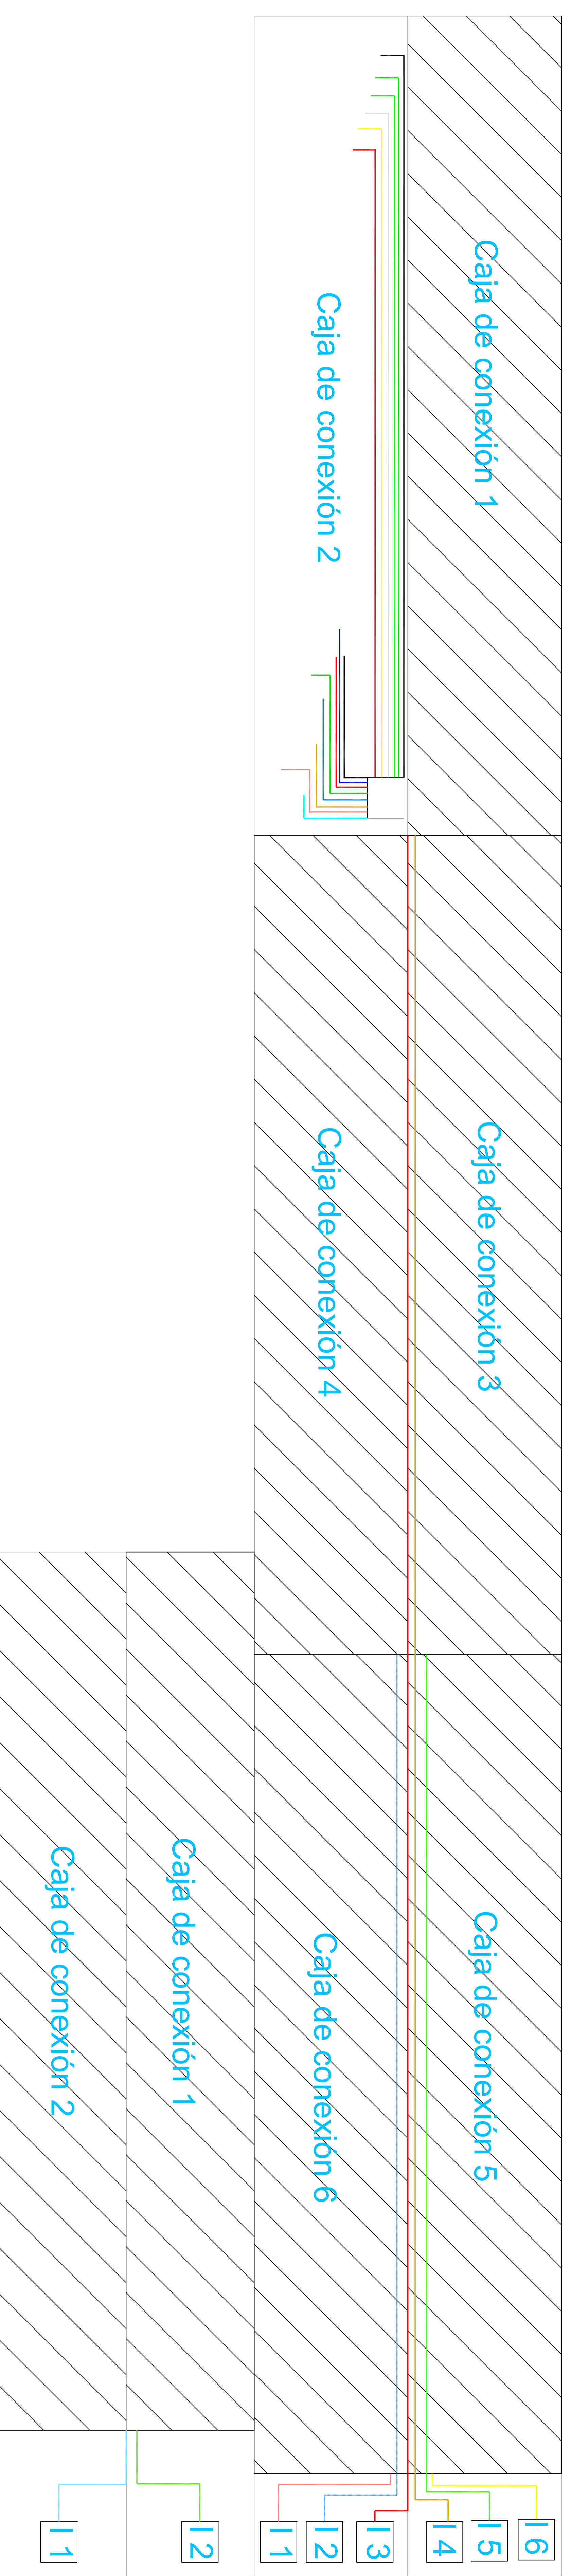 Caja de conexión 1
Caja de conexión 2
Caja de conexión 3
Caja de conexión 4
Caja de conexión 5
Caja de conexión 6
Caja de conexión 1
Caja de conexión 2
I 6
I 5
I 4
I 3
I 2
I 1
I 2
I 1